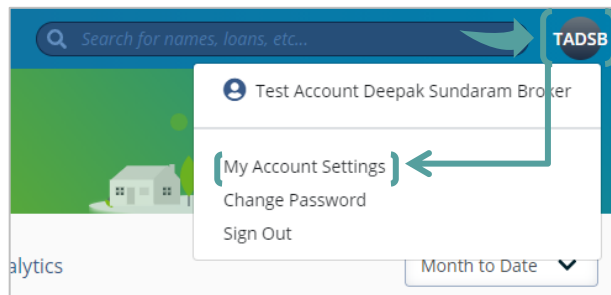 Search for names, loans, etc...
TADSB
Test Account Deepak Sundaram Broker
My Account Settings
Change Password
Sign Out
alytics
Month to Date